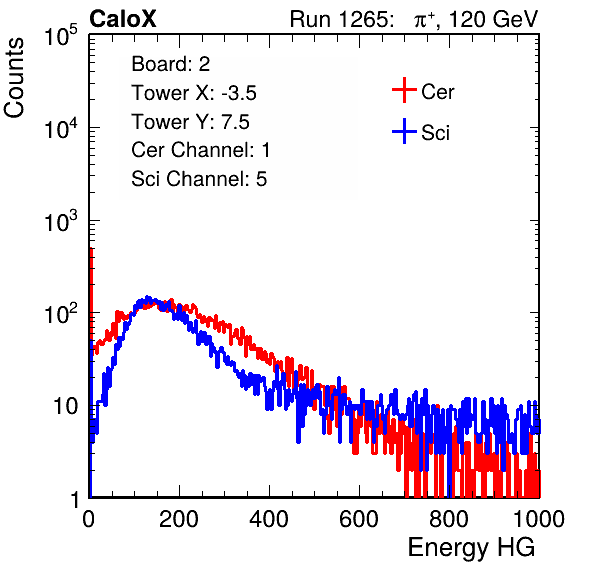 CaloX Run 1265: π⁺, 120 GeV
Counts
10⁵
10⁴
10³
10²
10
1
Board: 2
Tower X: -3.5
Tower Y: 7.5
Cer Channel: 1
Sci Channel: 5
Cer
Sci
0 200 400 600 800 1000
Energy HG